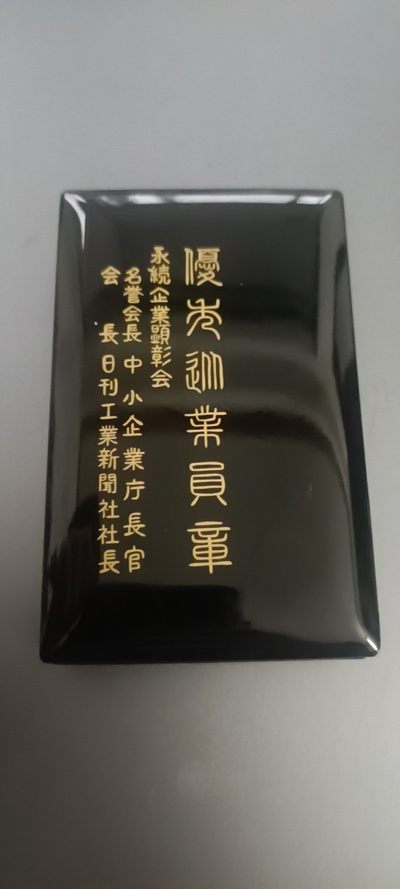 優秀従業員章
永続企業顕彰会
名誉会長 中小企業庁長官
会長 日刊工業新聞社社長